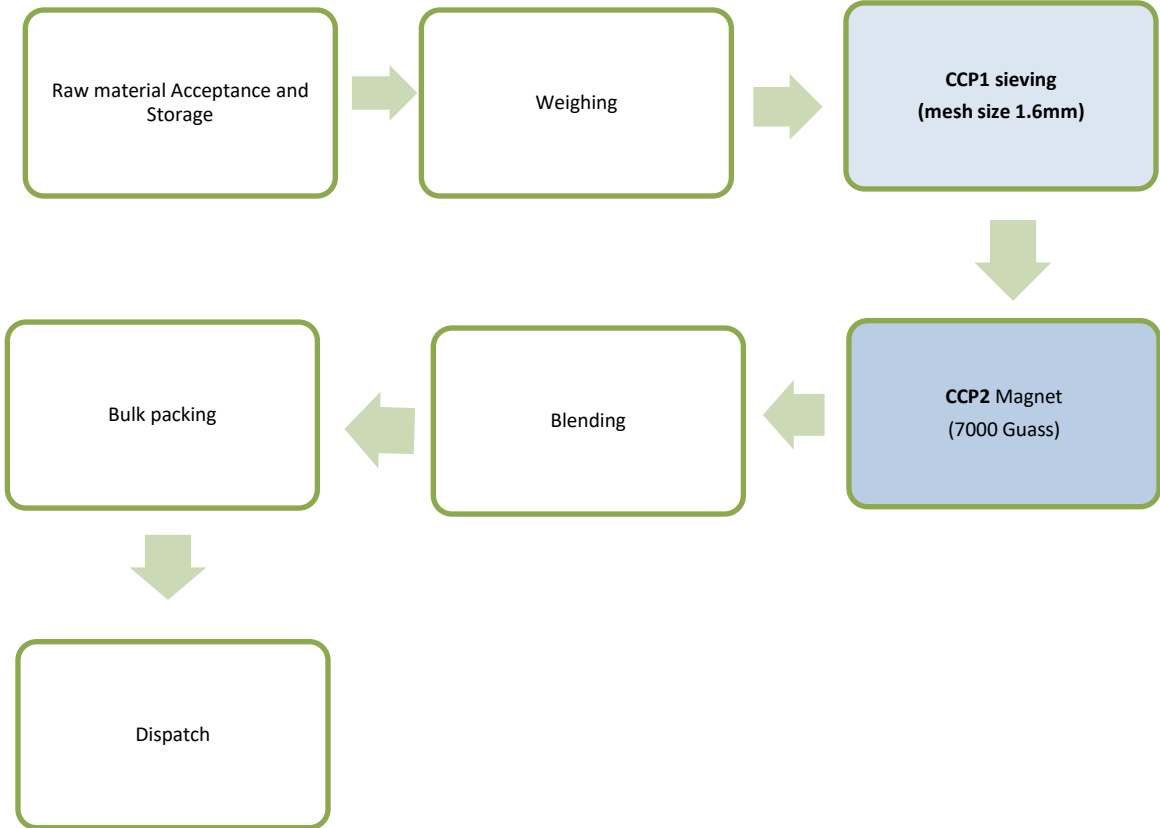 Raw material Acceptance and
Storage
Weighing
CCP1 sieving
(mesh size 1.6mm)
CCP2 Magnet
(7000 Guass)
Blending
Bulk packing
Dispatch